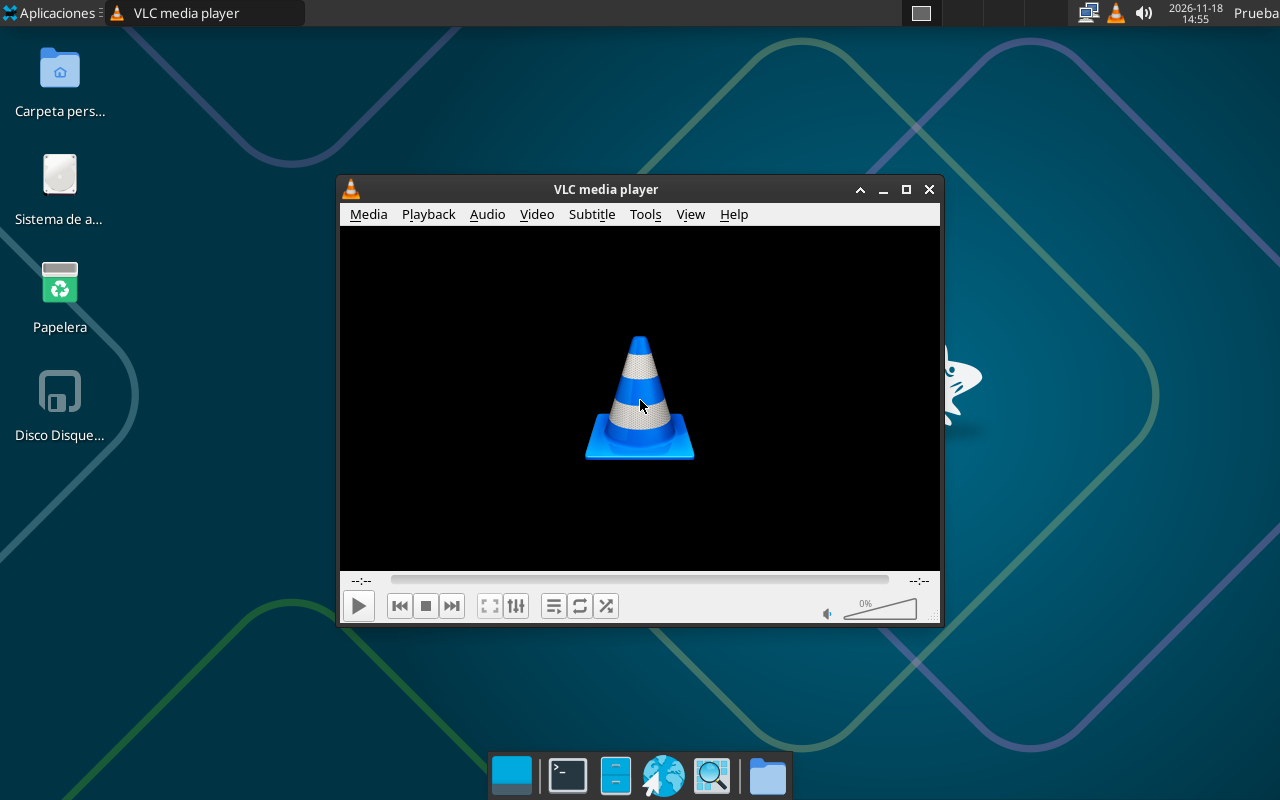 Aplicaciones
VLC media player
2026-11-18
14:55
Prueba
Carpeta pers...
Sistema de a...
Papelera
Disco Disque...
VLC media player
Media Playback Audio Video Subtitle Tools View Help
--:-- --:--
0%